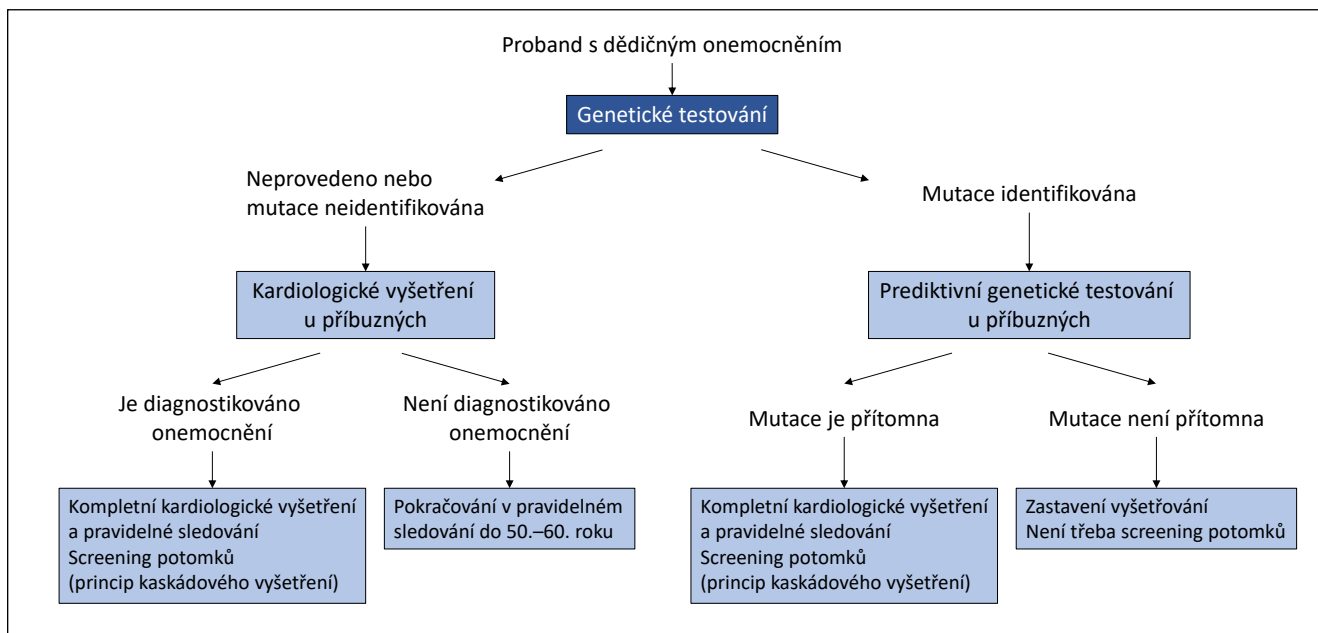 Proband s dědičným onemocněním
Genetické testování
Neprovedeno nebo
mutace neidentifikována
Mutace identifikována
Kardiologické vyšetření
u příbuzných
Prediktivní genetické testování
u příbuzných
Je diagnostikováno
onemocnění
Není diagnostikováno
onemocnění
Mutace je přítomna
Mutace není přítomna
Kompletní kardiologické vyšetření
a pravidelné sledování
Screening potomků
(princip kaskádového vyšetření)
Pokračování v pravidelném
sledování do 50.–60. roku
Kompletní kardiologické vyšetření
a pravidelné sledování
Screening potomků
(princip kaskádového vyšetření)
Zastavení vyšetřování
Není třeba screening potomků